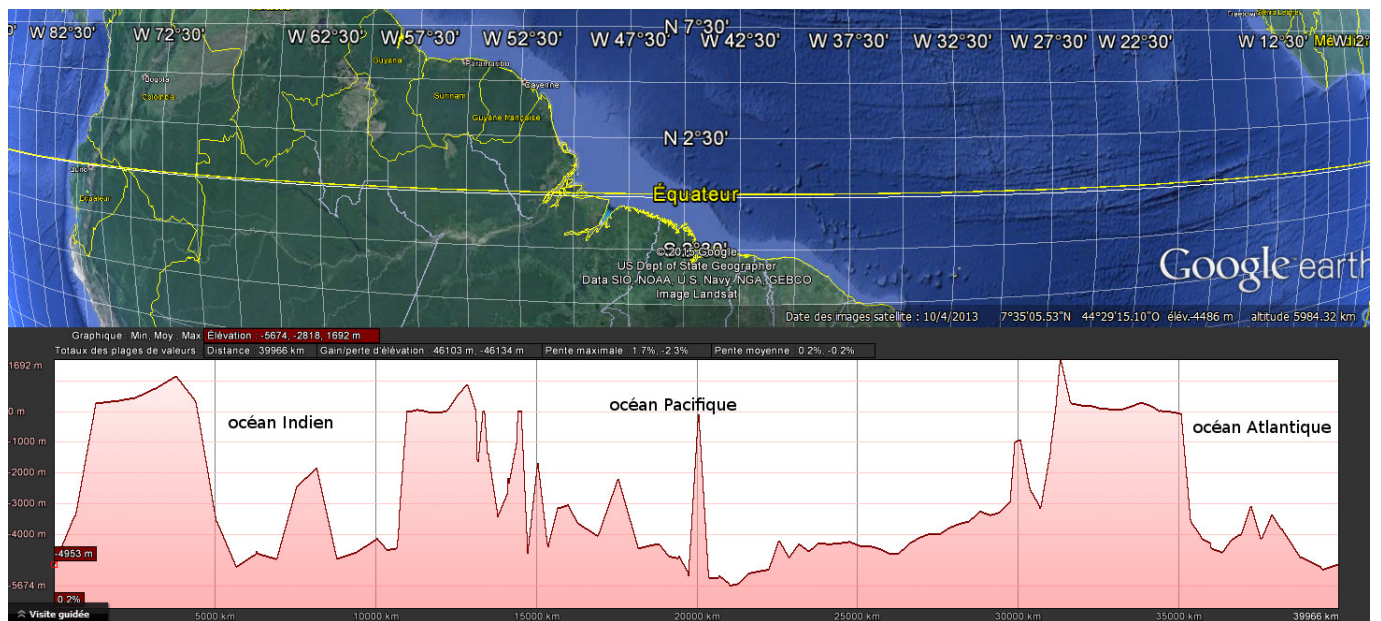 W 82°30' W 72°30' W 62°30' W 57°30' W 52°30' W 47°30' N 7°30' W 42°30' W 37°30' W 32°30' W 27°30' W 22°30' W 12°30'
Guyana
Paramaribo
Bogota
Cayenne
Colombie
Surinam
Guyane française
N 2°30'
Équateur
Équateur
S 2°30'
©2015 Google
US Dept of State Geographer
Data SIO, NOAA, U.S. Navy, NGA, GEBCO
Image Landsat
Google earth
Date des images satellite : 10/4/2013 7°35'05.53"N 44°29'15.10"O élév.-4486 m altitude 5984.32 km
Graphique : Min, Moy, Max Élévation : -5674, -2818, 1692 m
Totaux des plages de valeurs Distance : 39966 km Gain/perte d'élévation : 46103 m, -46134 m Pente maximale : 1.7%, -2.3% Pente moyenne : 0.2%, -0.2%
1692 m
océan Pacifique
0 m
océan Indien
océan Atlantique
-1000 m
-2000 m
-3000 m
-4000 m
-4953 m
-5674 m
0.2%
Visite guidée
5000 km 10000 km 15000 km 20000 km 25000 km 30000 km 35000 km 39966 km